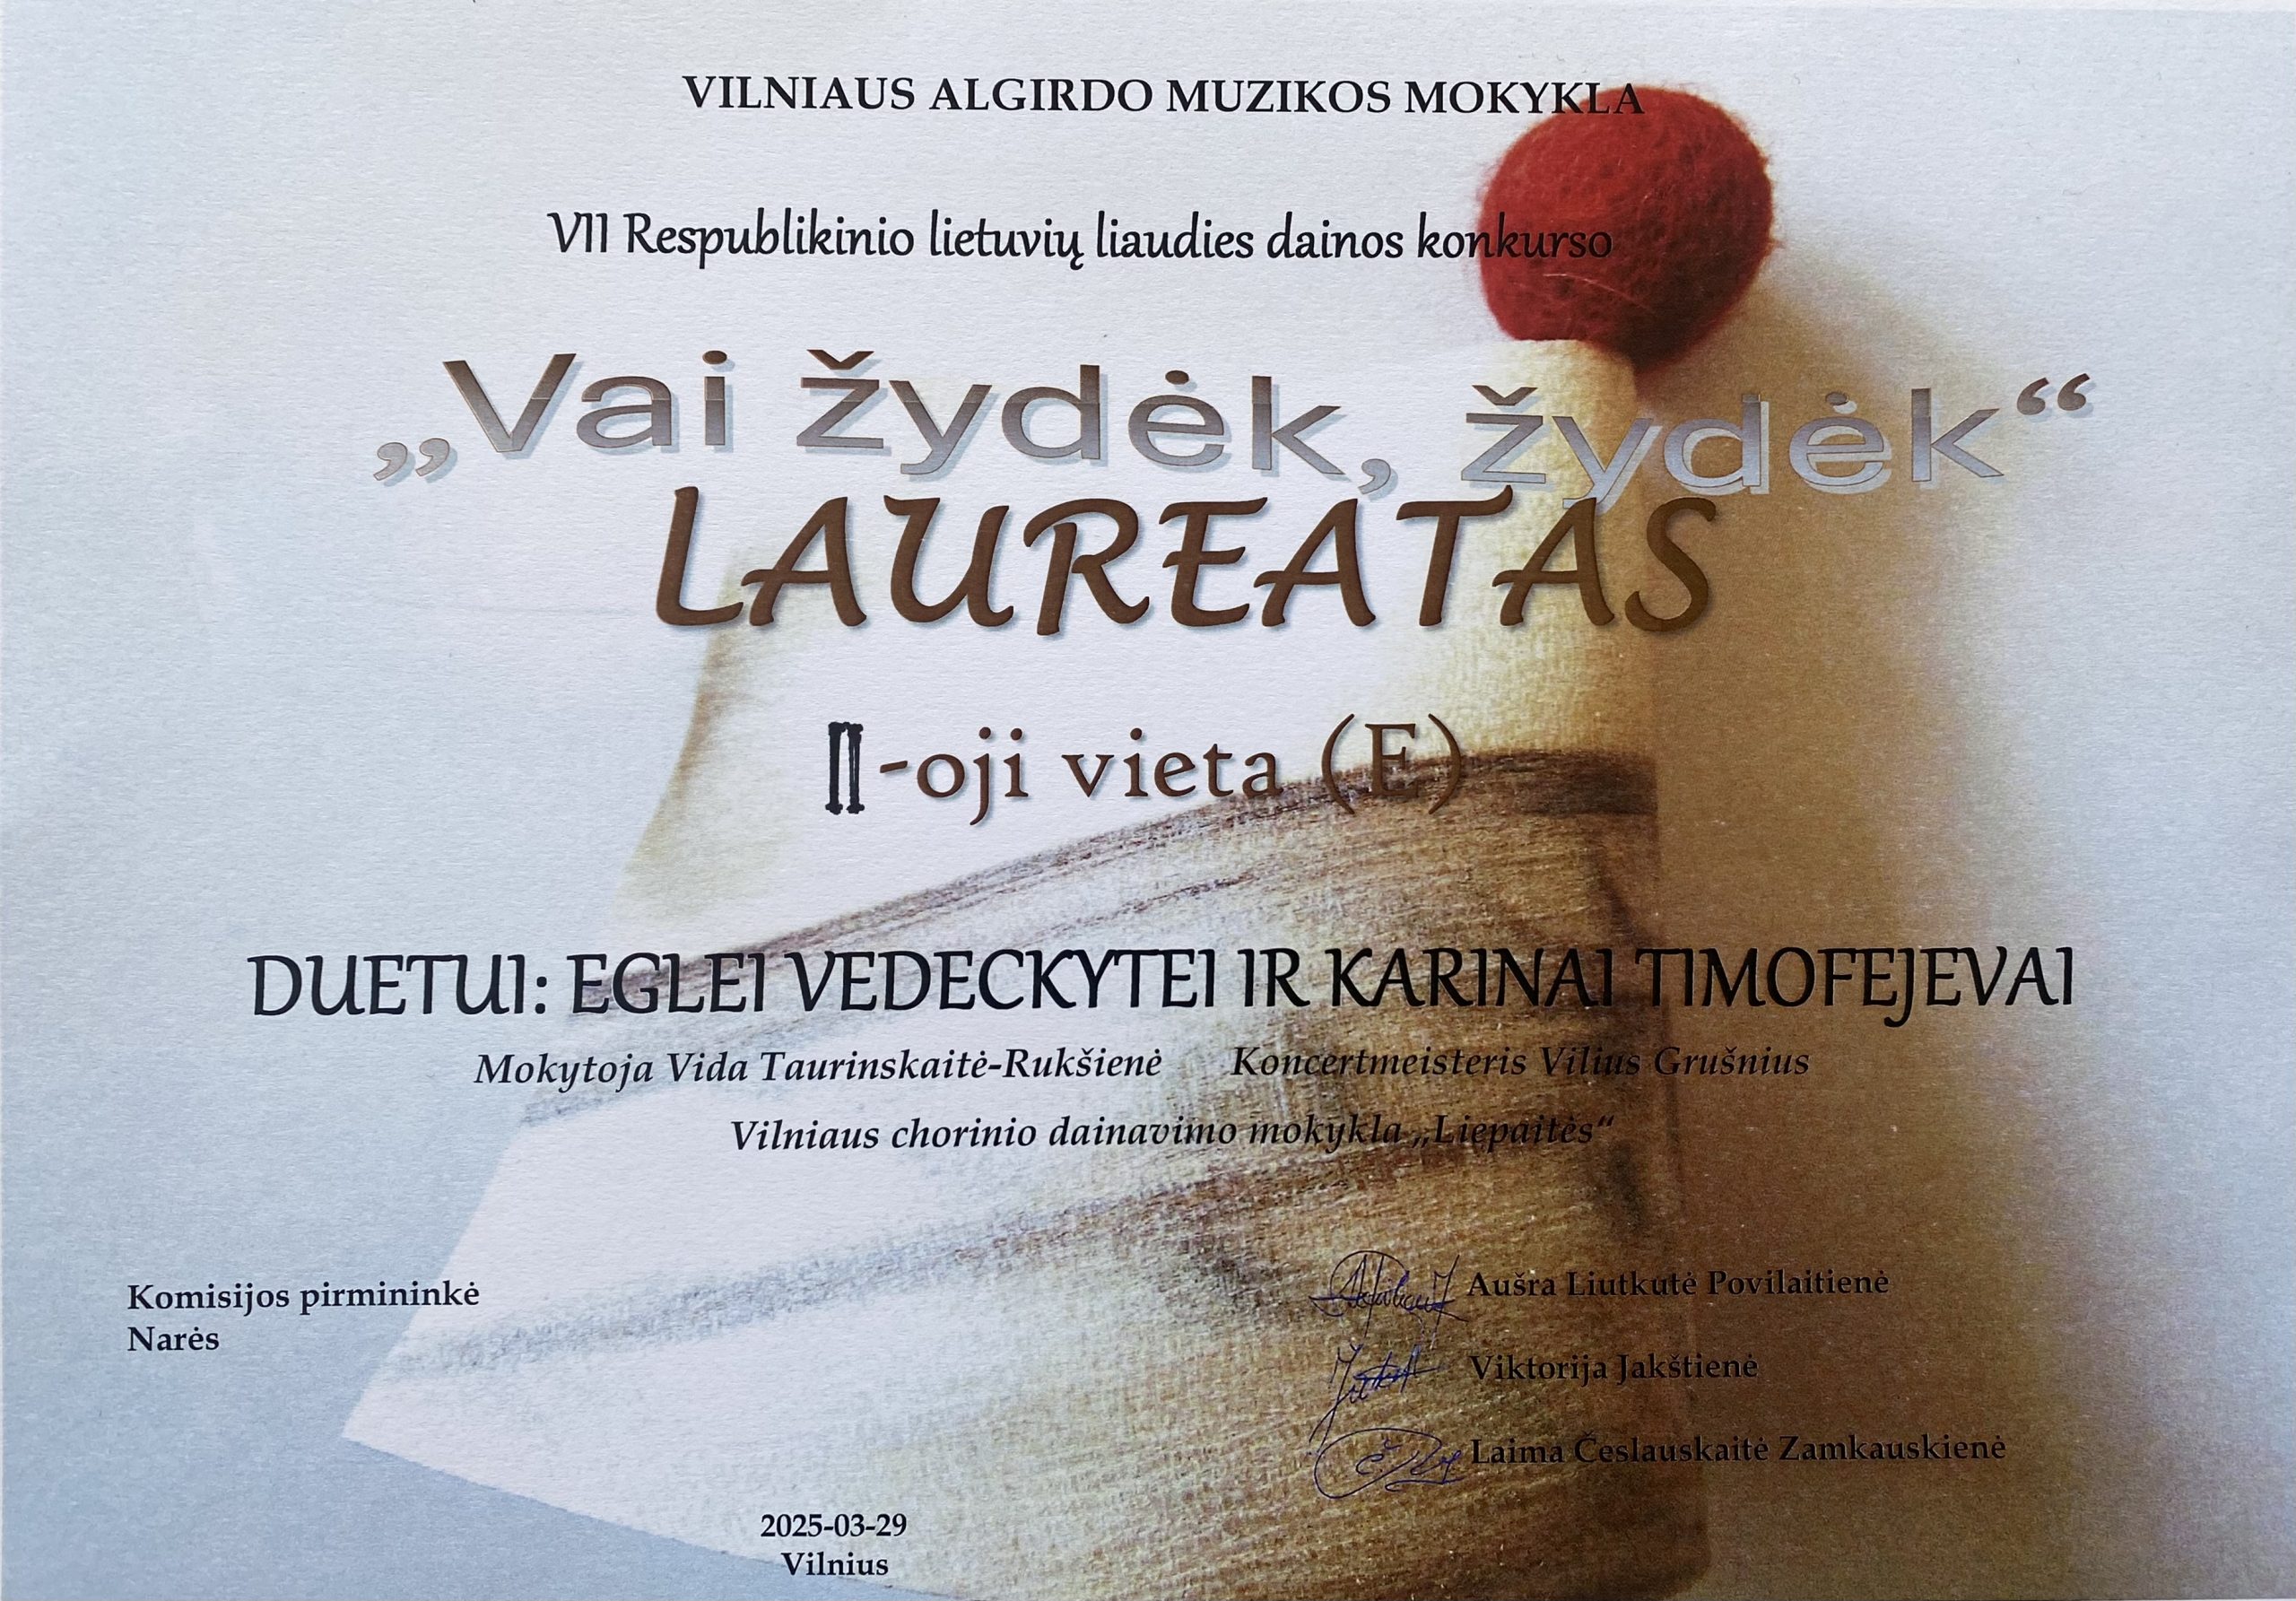 VILNIAUS ALGIRDO MUZIKOS MOKYKLA
VII Respublikinio lietuvių liaudies dainos konkurso
„Vai žydėk, žydėk“
LAUREATAS
II-oji vieta (E)
DUETUI: EGLEI VEDECKYTEI IR KARINAI TIMOFEJEVAI
Mokytoja Vida Taurinskaitė-Rukšienė Koncertmeisteris Vilius Grušnius
Vilniaus chorinio dainavimo mokykla „Liepaitės“
Komisijos pirmininkė Aušra Liutkutė Povilaitienė
Narės
Viktorija Jakštienė
Laima Česlauskaitė Zamkauskienė
2025-03-29
Vilnius